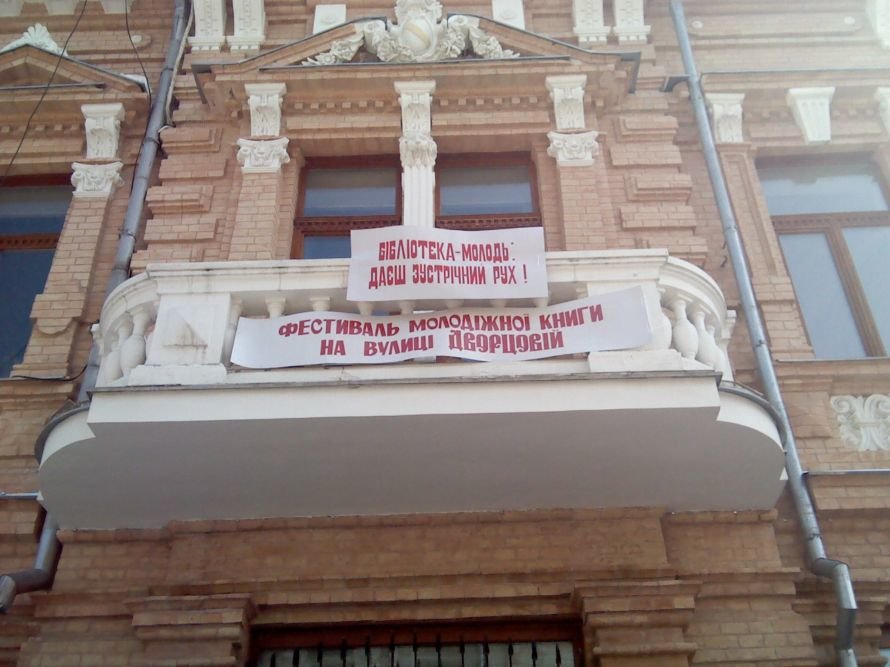 БІБЛІОТЕКА-МОЛОДЬ:
ДАЄШ ЗУСТРІЧНИЙ РУХ!
ФЕСТИВАЛЬ МОЛОДІЖНОЇ КНИГИ
НА ВУЛИЦІ ДВОРЦОВІЙ